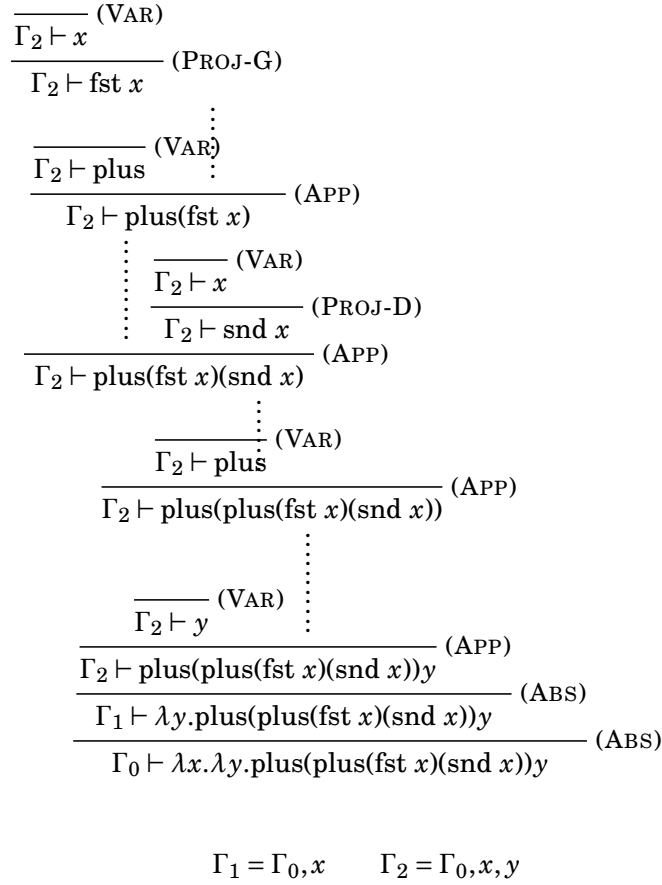 Γ₂ ⊢ x (VAR)
Γ₂ ⊢ fst x (PROJ-G)
Γ₂ ⊢ plus (VAR)
Γ₂ ⊢ plus(fst x) (APP)
Γ₂ ⊢ x (VAR)
Γ₂ ⊢ snd x (PROJ-D)
Γ₂ ⊢ plus(fst x)(snd x) (APP)
Γ₂ ⊢ plus (VAR)
Γ₂ ⊢ plus(plus(fst x)(snd x)) (APP)
Γ₂ ⊢ y (VAR)
Γ₂ ⊢ plus(plus(fst x)(snd x))y (APP)
Γ₁ ⊢ λy.plus(plus(fst x)(snd x))y (ABS)
Γ₀ ⊢ λx.λy.plus(plus(fst x)(snd x))y (ABS)
Γ₁ = Γ₀,x Γ₂ = Γ₀,x,y